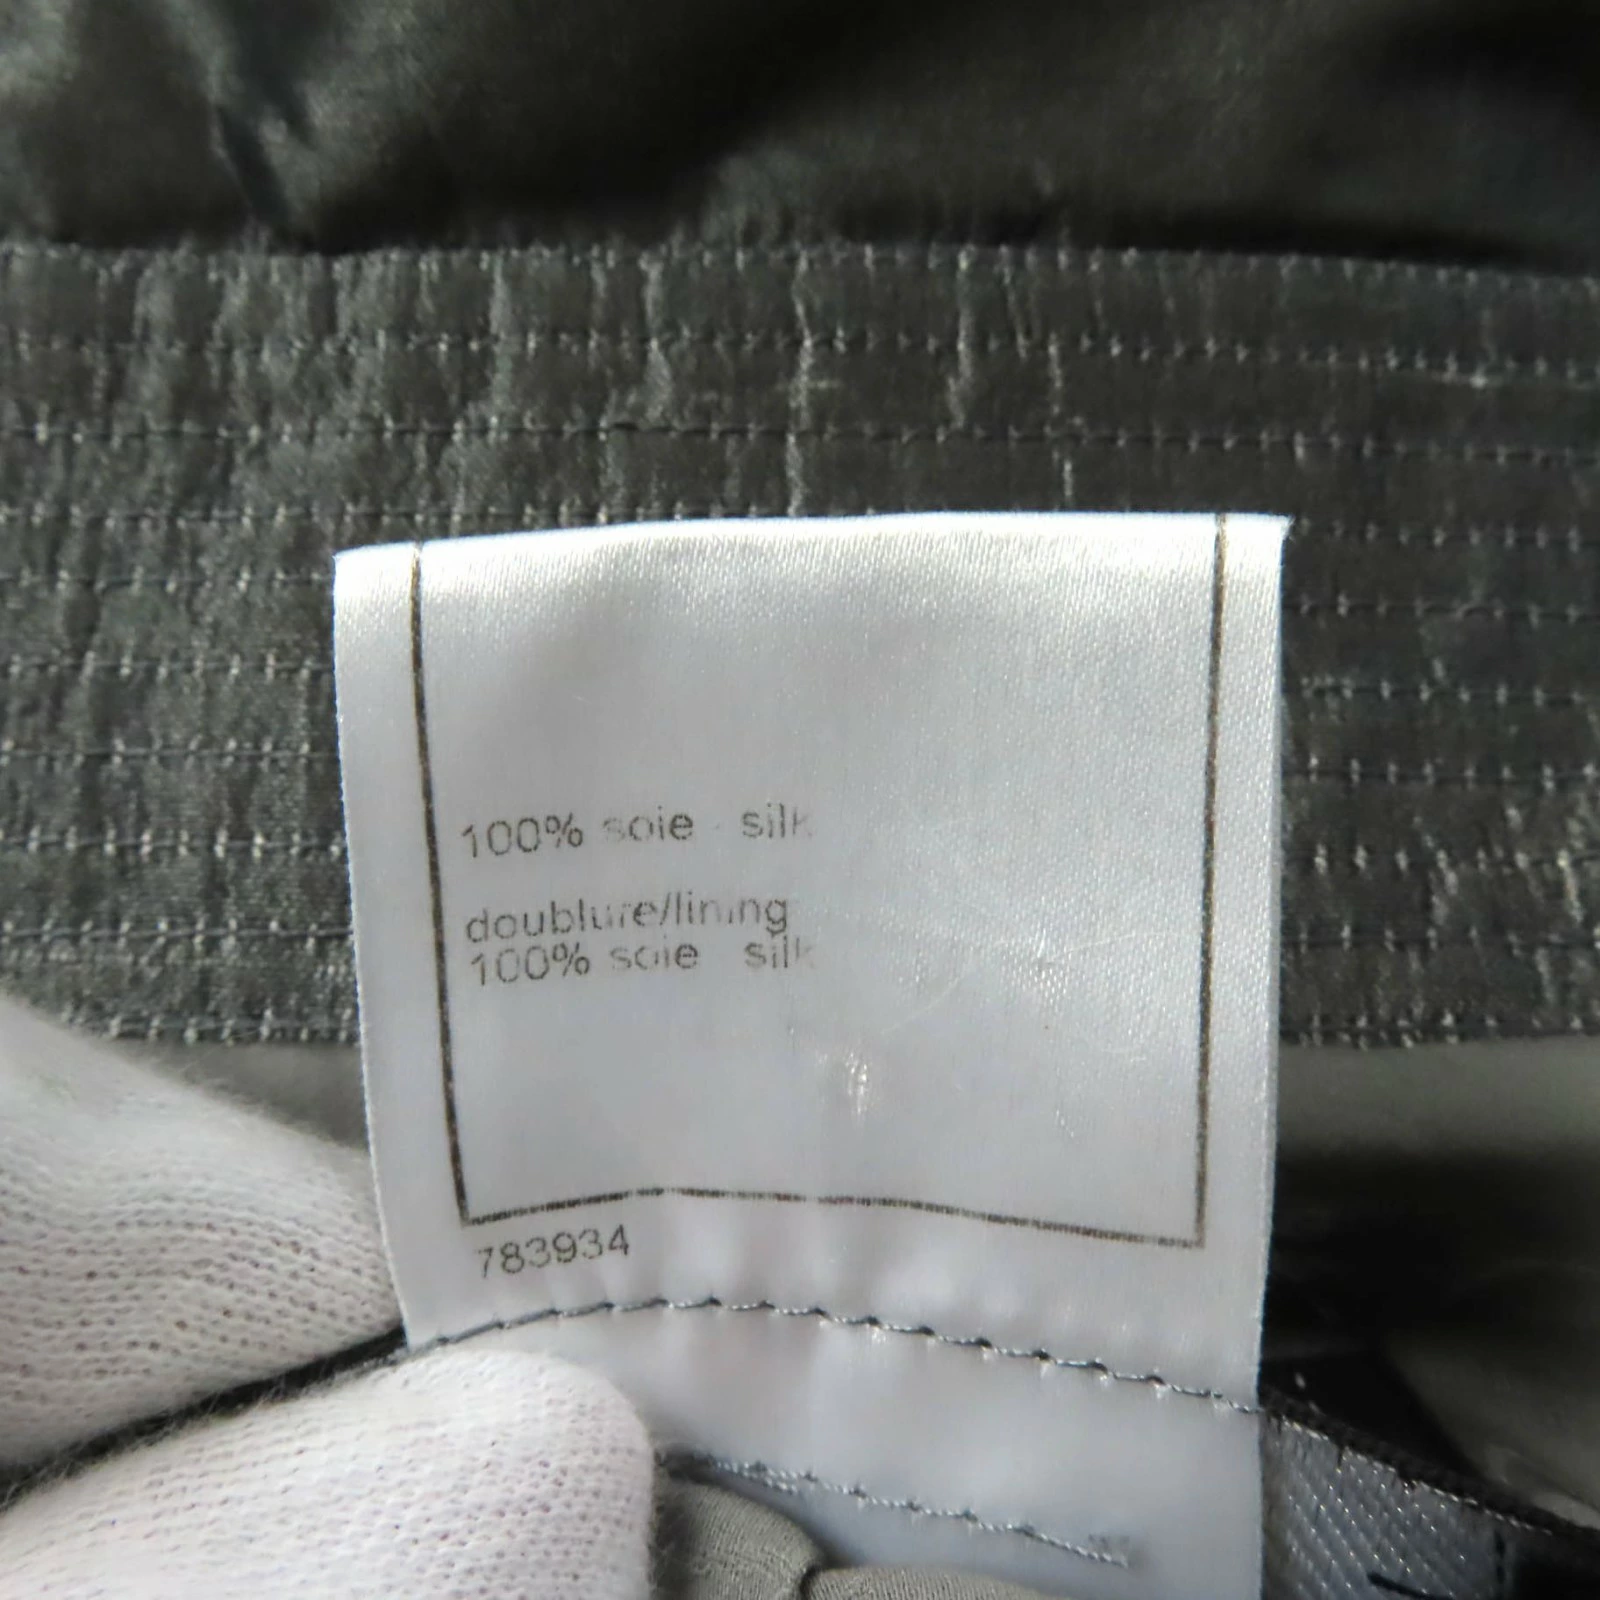 100% soie silk
doublure/lining
100% soie silk
783934